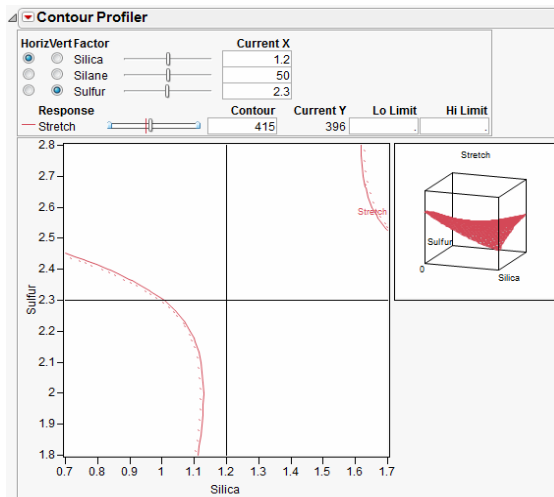 Contour Profiler
Horiz Vert Factor Current X
Silica 1.2
Silane 50
Sulfur 2.3
Response Contour Current Y Lo Limit Hi Limit
Stretch 415 396 . .
2.8
2.7
2.6
2.5
2.4
2.3
2.2
2.1
2
1.9
1.8
Sulfur
Stretch
0.7 0.8 0.9 1 1.1 1.2 1.3 1.4 1.5 1.6 1.7
Silica
Stretch
Sulfur
0
Silica